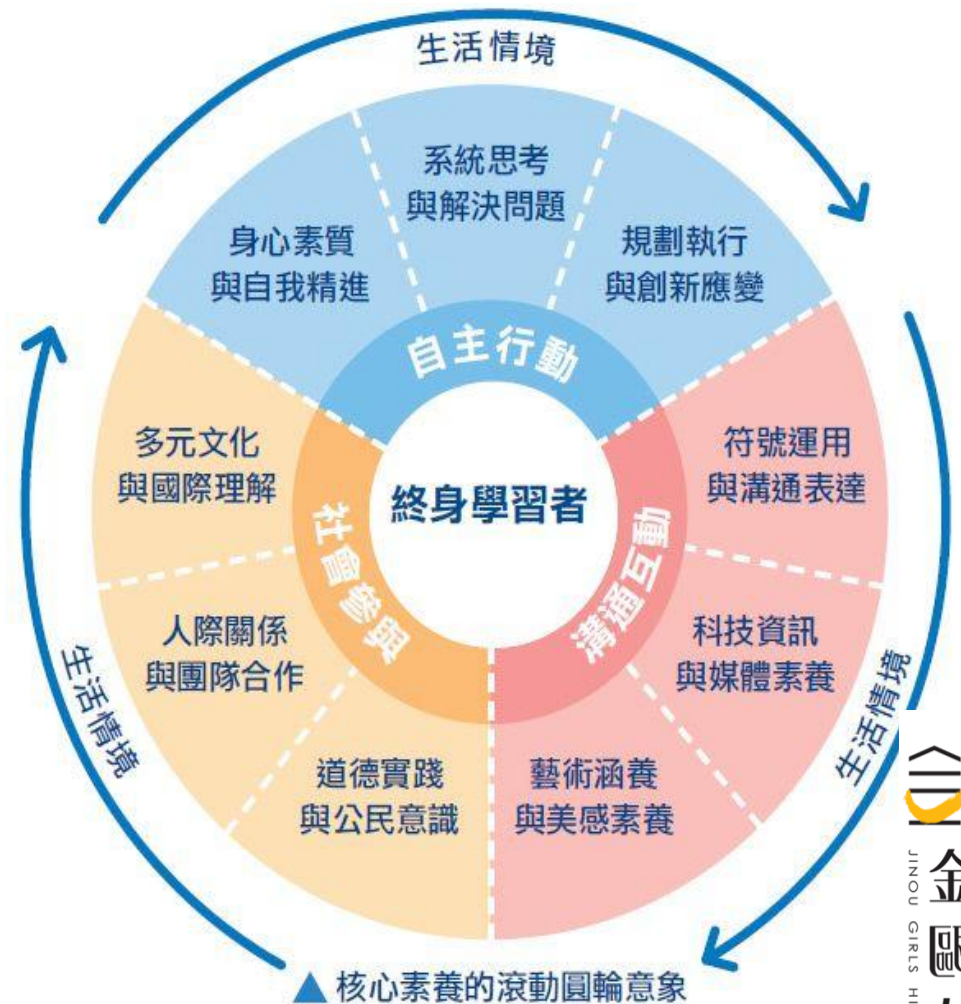 生活情境
系統思考
與解決問題
身心素質
與自我精進
規劃執行
與創新應變
自主行動
多元文化
與國際理解
符號運用
與溝通表達
終身學習者
社會參與
溝通互動
人際關係
與團隊合作
科技資訊
與媒體素養
生活情境
生活情境
道德實踐
與公民意識
藝術涵養
與美感素養
▲ 核心素養的滾動圓輪意象
JINOU GIRLS HI